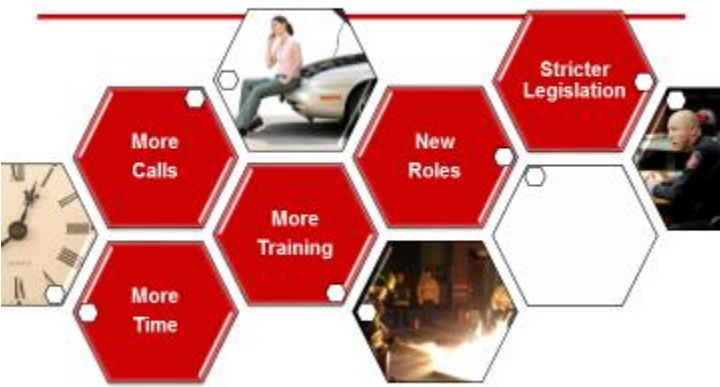 Stricter
Legislation
More
Calls
New
Roles
More
Training
More
Time